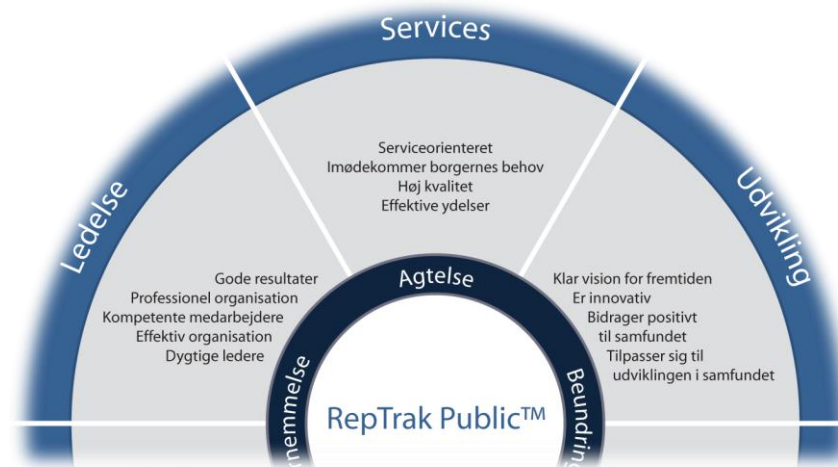 Services
Ledelse
Udvikling
Serviceorienteret
Imødekommer borgernes behov
Høj kvalitet
Effektive ydelser
Gode resultater
Professionel organisation
Kompetente medarbejdere
Effektiv organisation
Dygtige ledere
Klar vision for fremtiden
Er innovativ
Bidrager positivt
til samfundet
Tilpasser sig til
udviklingen i samfundet
Agtelse
Beundring
RepTrak Public™